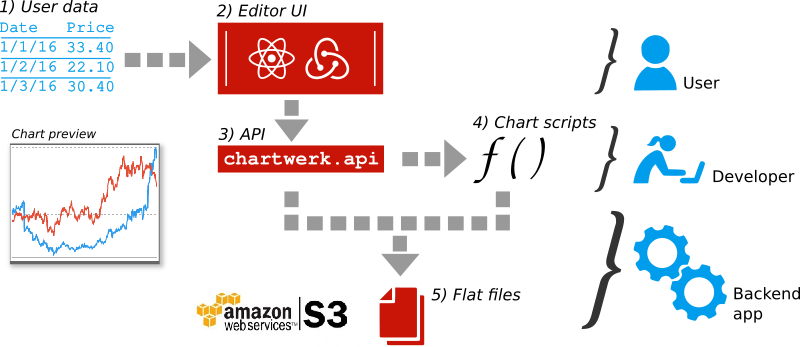 1) User data
Date Price
1/1/16 33.40
1/2/16 22.10
1/3/16 30.40
2) Editor UI
User
Chart preview
3) API
chartwerk.api
4) Chart scripts
f()
Developer
amazon
webservices™
S3
5) Flat files
Backend
app